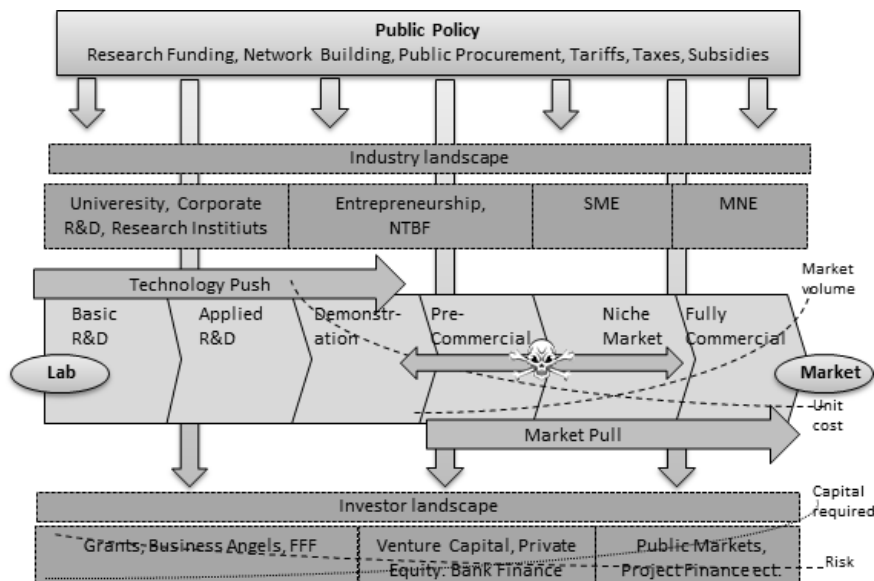 Public Policy
Research Funding, Network Building, Public Procurement, Tariffs, Taxes, Subsidies
Industry landscape
Univeresity, Corporate
R&D, Research Institiuts
Entrepreneurship,
NTBF
SME
MNE
Technology Push
Market
volume
Basic
R&D
Applied
R&D
Demonstr-
ation
Pre-
Commercial
Niche
Market
Fully
Commercial
Lab
Market
Unit
cost
Market Pull
Investor landscape
Capital
required
Grants, Business Angels, FFF
Venture Capital, Private
Equity. Bank Finance
Public Markets,
Project Finance ect.
Risk